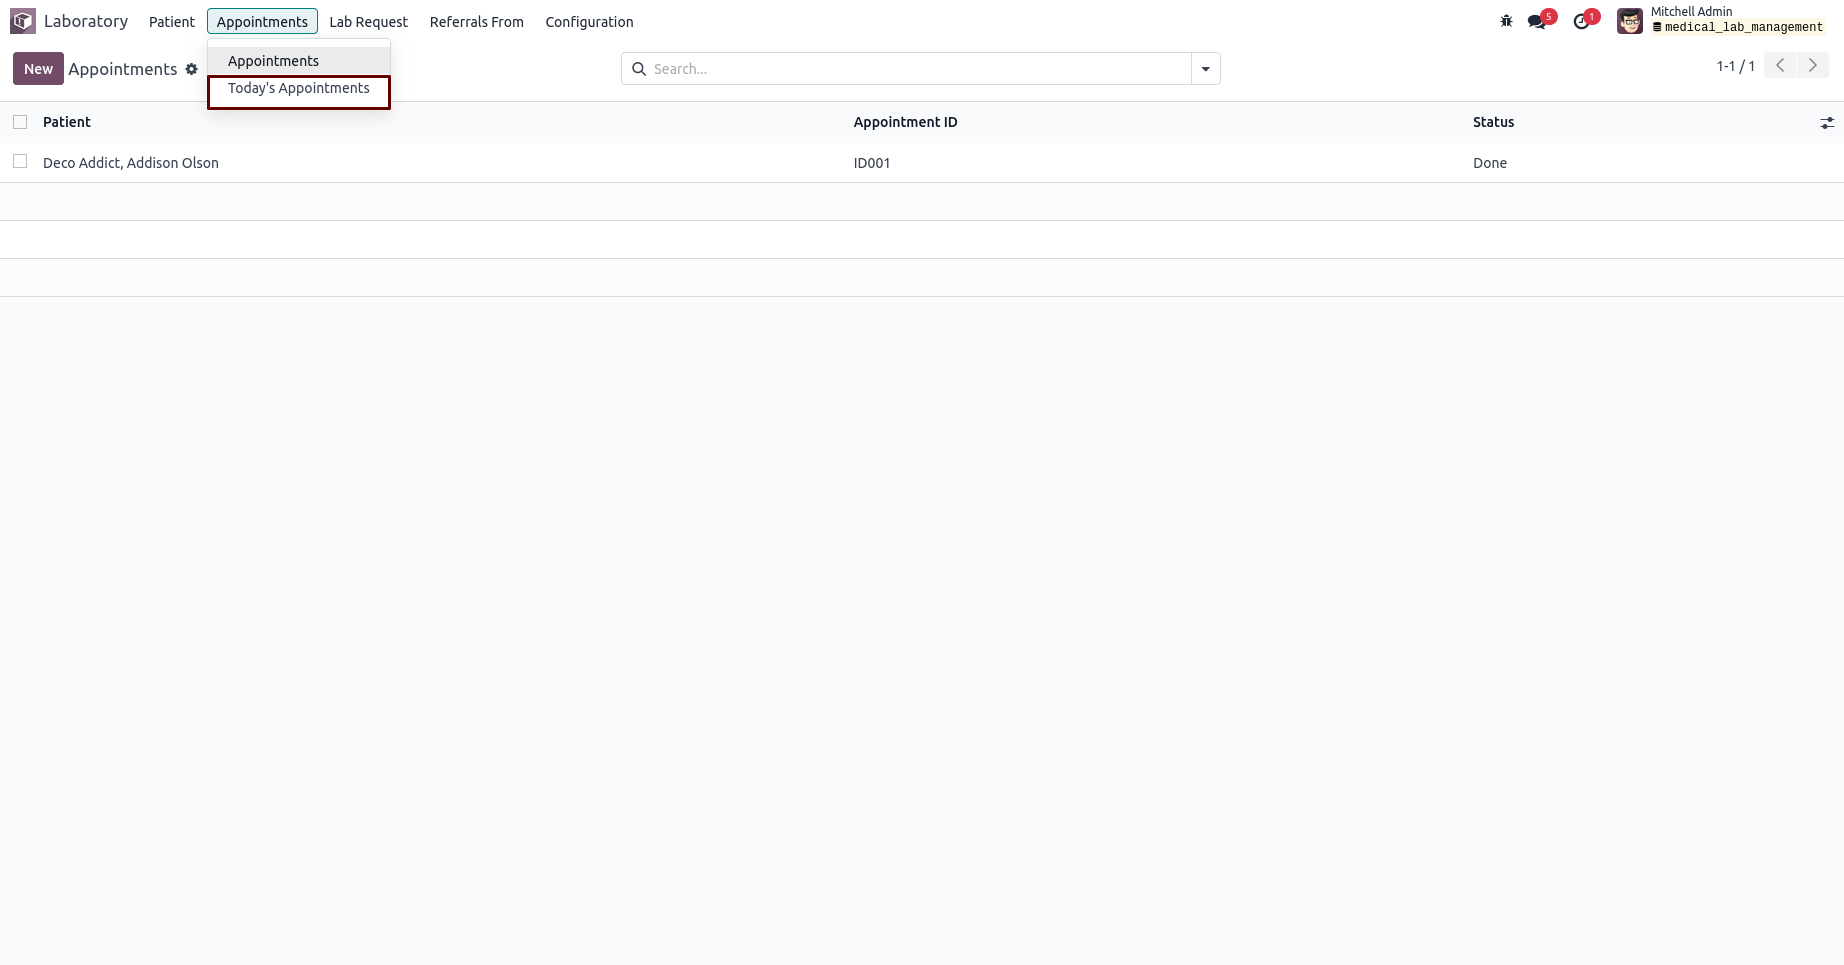 Laboratory Patient Appointments Lab Request Referrals From Configuration 5 1 Mitchell Admin
medical_lab_management
Appointments
Today's Appointments
New Appointments Search... 1-1 / 1
Patient Appointment ID Status
Deco Addict, Addison Olson ID001 Done